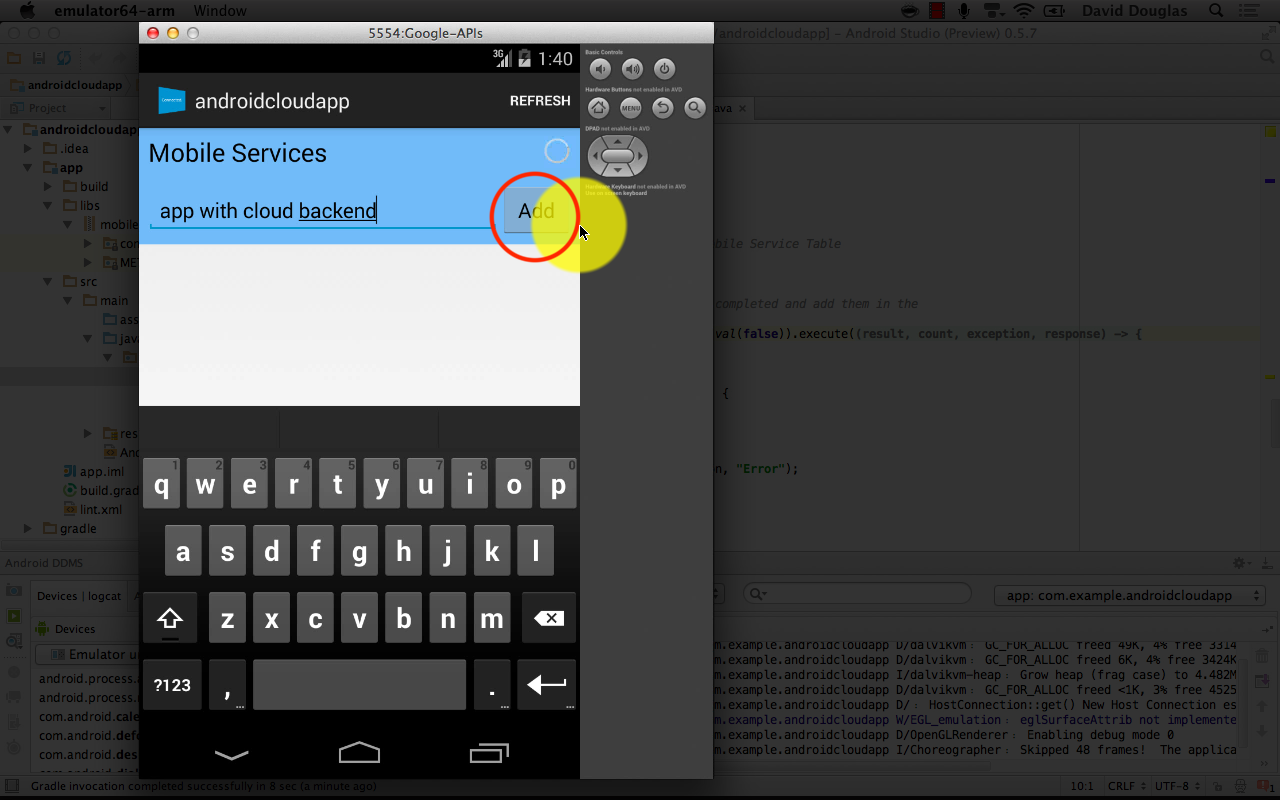 emulator64-arm Window
David Douglas
5554:Google-APIs
androidcloudapp] – Android Studio (Preview) 0.5.7
3G 1:40
Basic Controls
androidcloudapp REFRESH
Hardware Buttons not enabled in AVD
MENU
DPAD not enabled in AVD
Hardware Keyboard not enabled in AVD
Use on screen keyboard
Mobile Services
app with cloud backend Add
q 1 w 2 e 3 r 4 t 5 y 6 u 7 i 8 o 9 p 0
a s d f g h j k l
z x c v b n m
?123 , ... . ... ...
androidcloudapp
Project
androidcloudap
.idea
app
build
libs
mobile
com
MET
src
main
ass
java
res
And
app.iml
build.grad
lint.xml
gradle
ava
bile Service Table
completed and add them in the
val(false)).execute((result, count, exception, response) -> {
{
n, "Error");
Android DDMS
Devices | logcat
app: com.example.androidcloudapp
Devices
Emulator u
android.process.
android.process.
com.android.cale
com.android.defc
com.android.des
m.example.androidcloudapp D/dalvikvm: GC_FOR_ALLOC freed 49K, 4% free 3314
m.example.androidcloudapp D/dalvikvm: GC_FOR_ALLOC freed 6K, 4% free 3424K
m.example.androidcloudapp I/dalvikvm-heap: Grow heap (frag case) to 4.482M
m.example.androidcloudapp D/dalvikvm: GC_FOR_ALLOC freed <1K, 3% free 4525
m.example.androidcloudapp D/: HostConnection::get() New Host Connection es
m.example.androidcloudapp W/EGL_emulation: eglSurfaceAttrib not implemente
m.example.androidcloudapp D/OpenGLRenderer: Enabling debug mode 0
m.example.androidcloudapp I/Choreographer: Skipped 48 frames! The applica
Gradle invocation completed successfully in 8 sec (a minute ago)
10:1 CRLF UTF-8